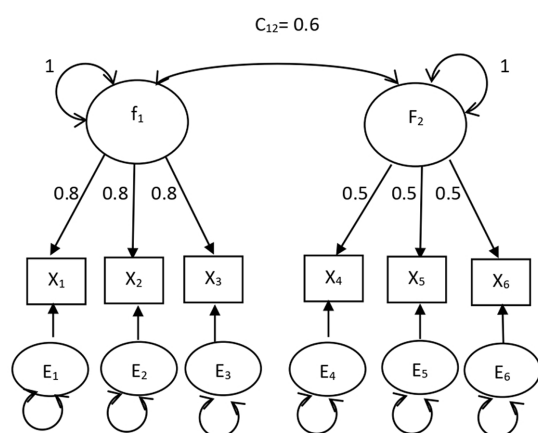 C₁₂= 0.6
1 1
f₁ F₂
0.8 0.8 0.8 0.5 0.5 0.5
X₁ X₂ X₃ X₄ X₅ X₆
E₁ E₂ E₃ E₄ E₅ E₆